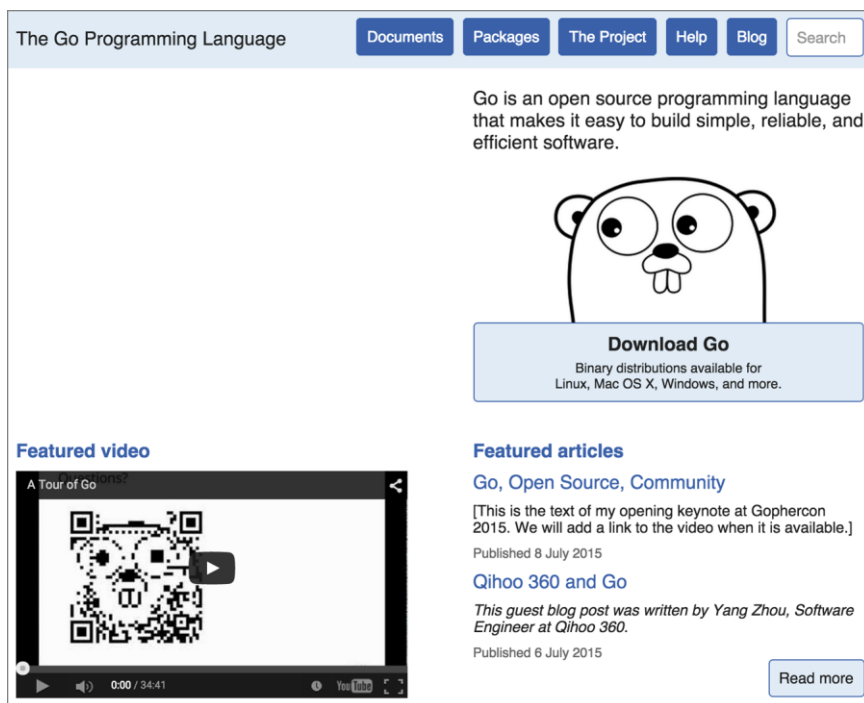 The Go Programming Language
Documents
Packages
The Project
Help
Blog
Search
Go is an open source programming language
that makes it easy to build simple, reliable, and
efficient software.
Download Go
Binary distributions available for
Linux, Mac OS X, Windows, and more.
Featured video
Questions?
A Tour of Go
0:00 / 34:41
YouTube
Featured articles
Go, Open Source, Community
[This is the text of my opening keynote at Gophercon
2015. We will add a link to the video when it is available.]
Published 8 July 2015
Qihoo 360 and Go
This guest blog post was written by Yang Zhou, Software
Engineer at Qihoo 360.
Published 6 July 2015
Read more